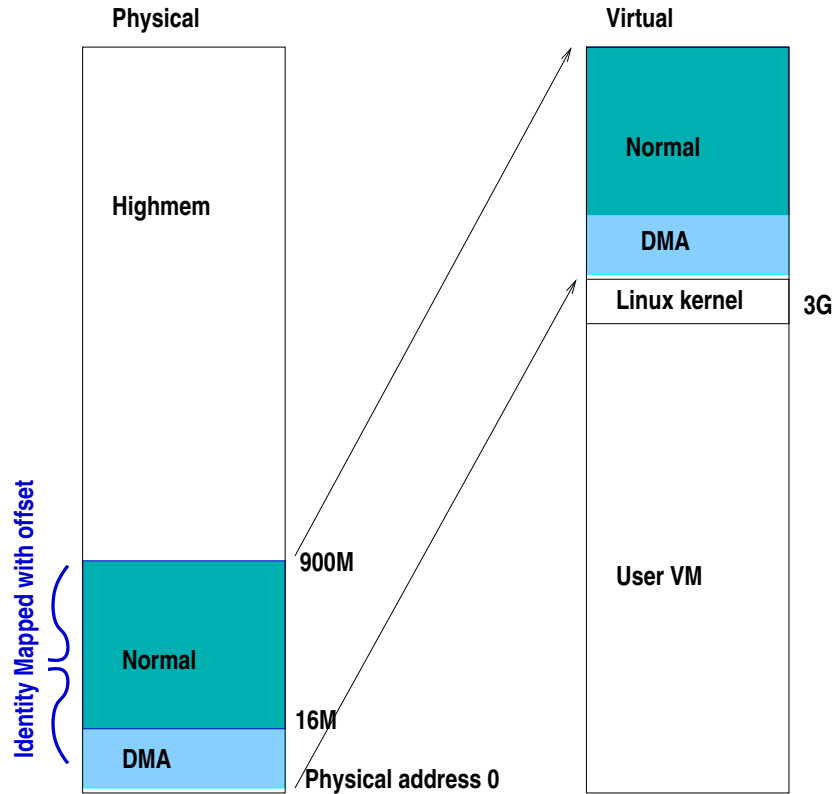 Physical
Virtual
Highmem
Normal
DMA
Linux kernel
3G
Identity Mapped with offset
900M
User VM
Normal
16M
DMA
Physical address 0